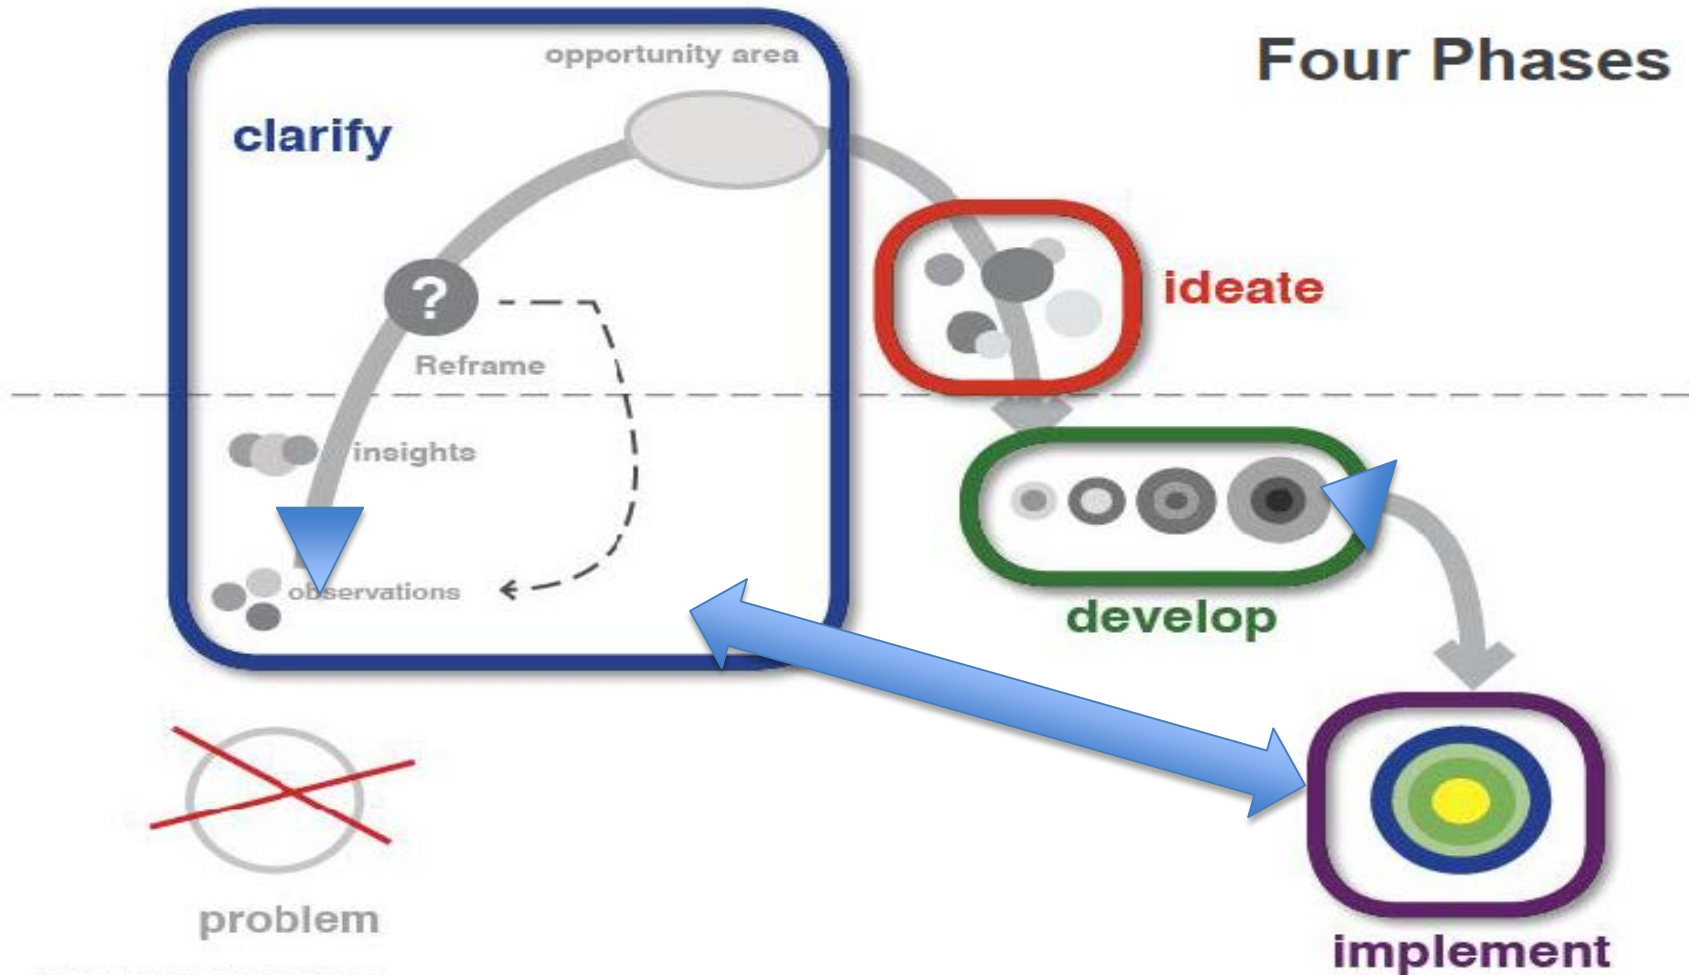 Four Phases
opportunity area
clarify
?
ideate
Reframe
insights
observations
develop
problem
implement